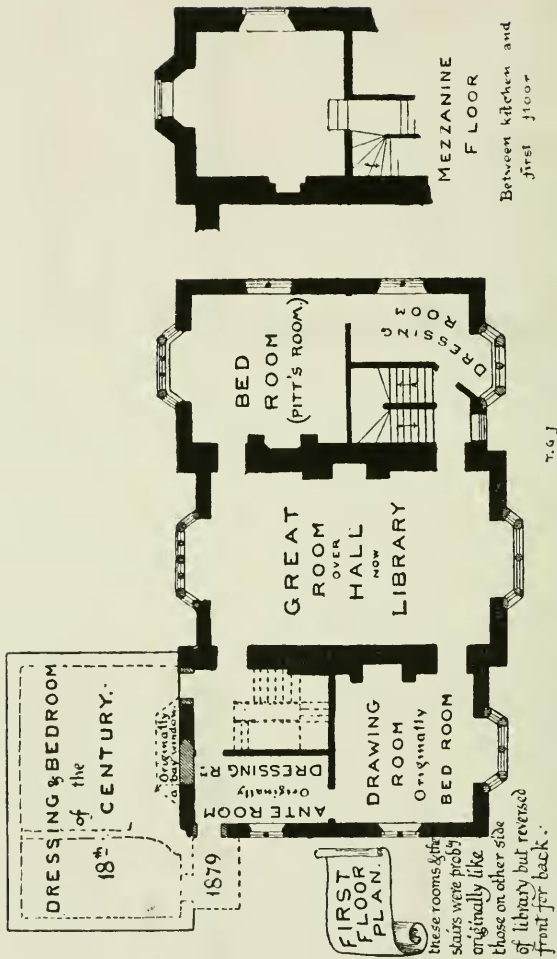 DRESSING & BEDROOM
of the
18th. CENTURY.
Originally
a bay window
1879
ANTE ROOM
Originally
DRESSING Rm
DRAWING
ROOM
Originally
BED ROOM
GREAT
ROOM
OVER
HALL
NOW
LIBRARY
BED
ROOM
(PITT'S ROOM.)
DRESSING
ROOM
MEZZANINE
FLOOR
Between kitchen and
first floor
FIRST
FLOOR
PLAN.
these rooms & the
stairs were proby
originally like
those on other side
of library but reversed
front for back.
T. G. J